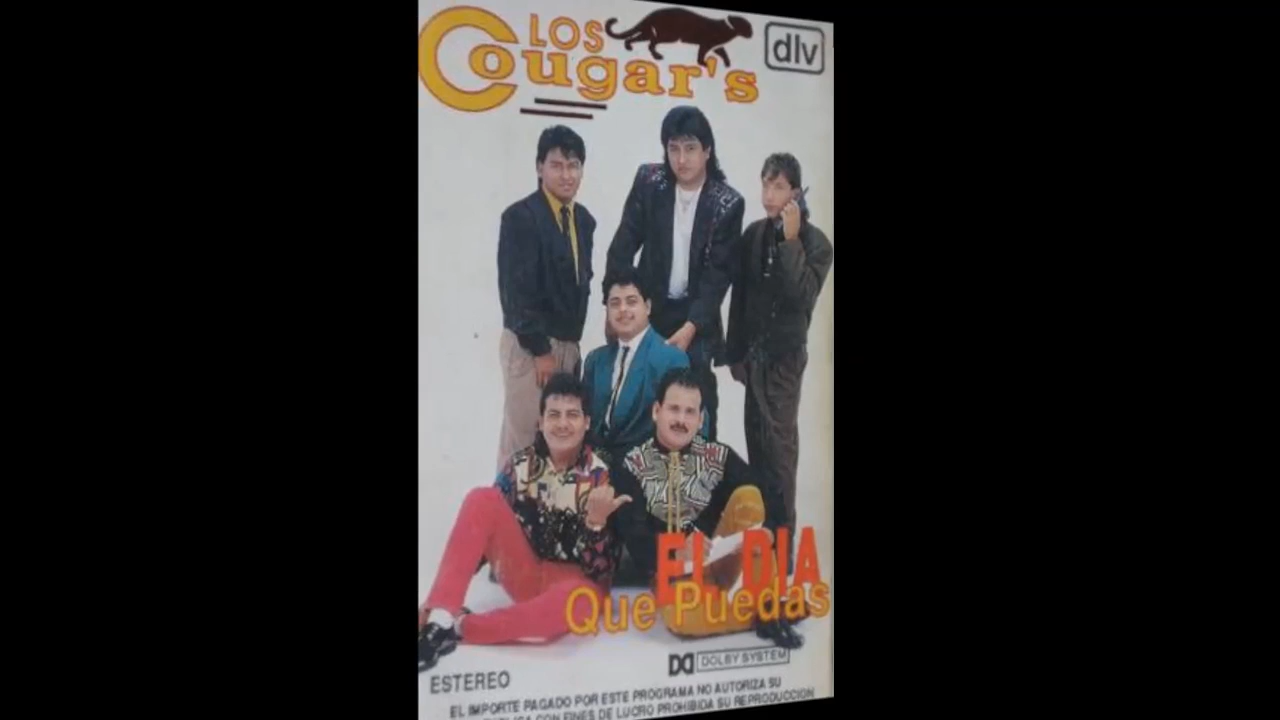 LOS
Cougar's
dlv
EL DIA
Que Puedas
DOLBY SYSTEM
ESTEREO
EL IMPORTE PAGADO POR ESTE PROGRAMA NO AUTORIZA SU
CON FINES DE LUCRO PROHIBIDA SU REPRODUCCION